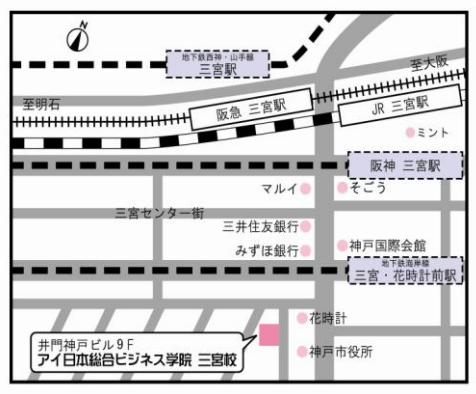 N
地下鉄西神・山手線
三宮駅
至大阪
至明石
阪急 三宮駅
JR 三宮駅
ミント
阪神 三宮駅
マルイ
そごう
三宮センター街
三井住友銀行
みずほ銀行
神戸国際会館
地下鉄海岸線
三宮・花時計前駅
花時計
井門神戸ビル9F
アイ日本総合ビジネス学院 三宮校
神戸市役所